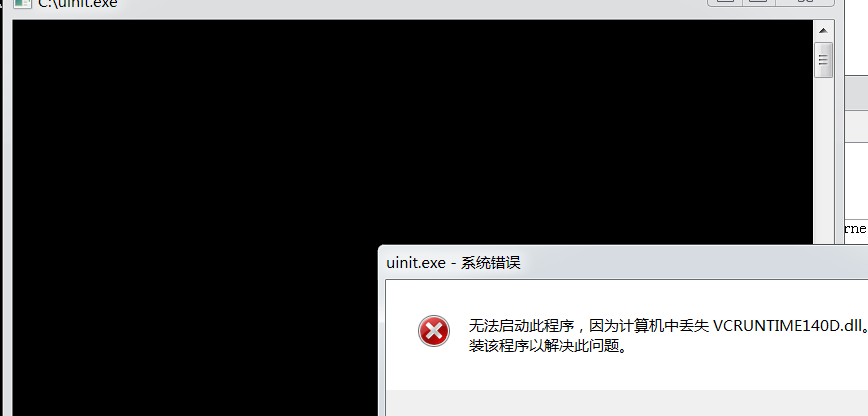 C:\uinit.exe
rne
uinit.exe - 系统错误
无法启动此程序，因为计算机中丢失 VCRUNTIME140D.dll。
装该程序以解决此问题。